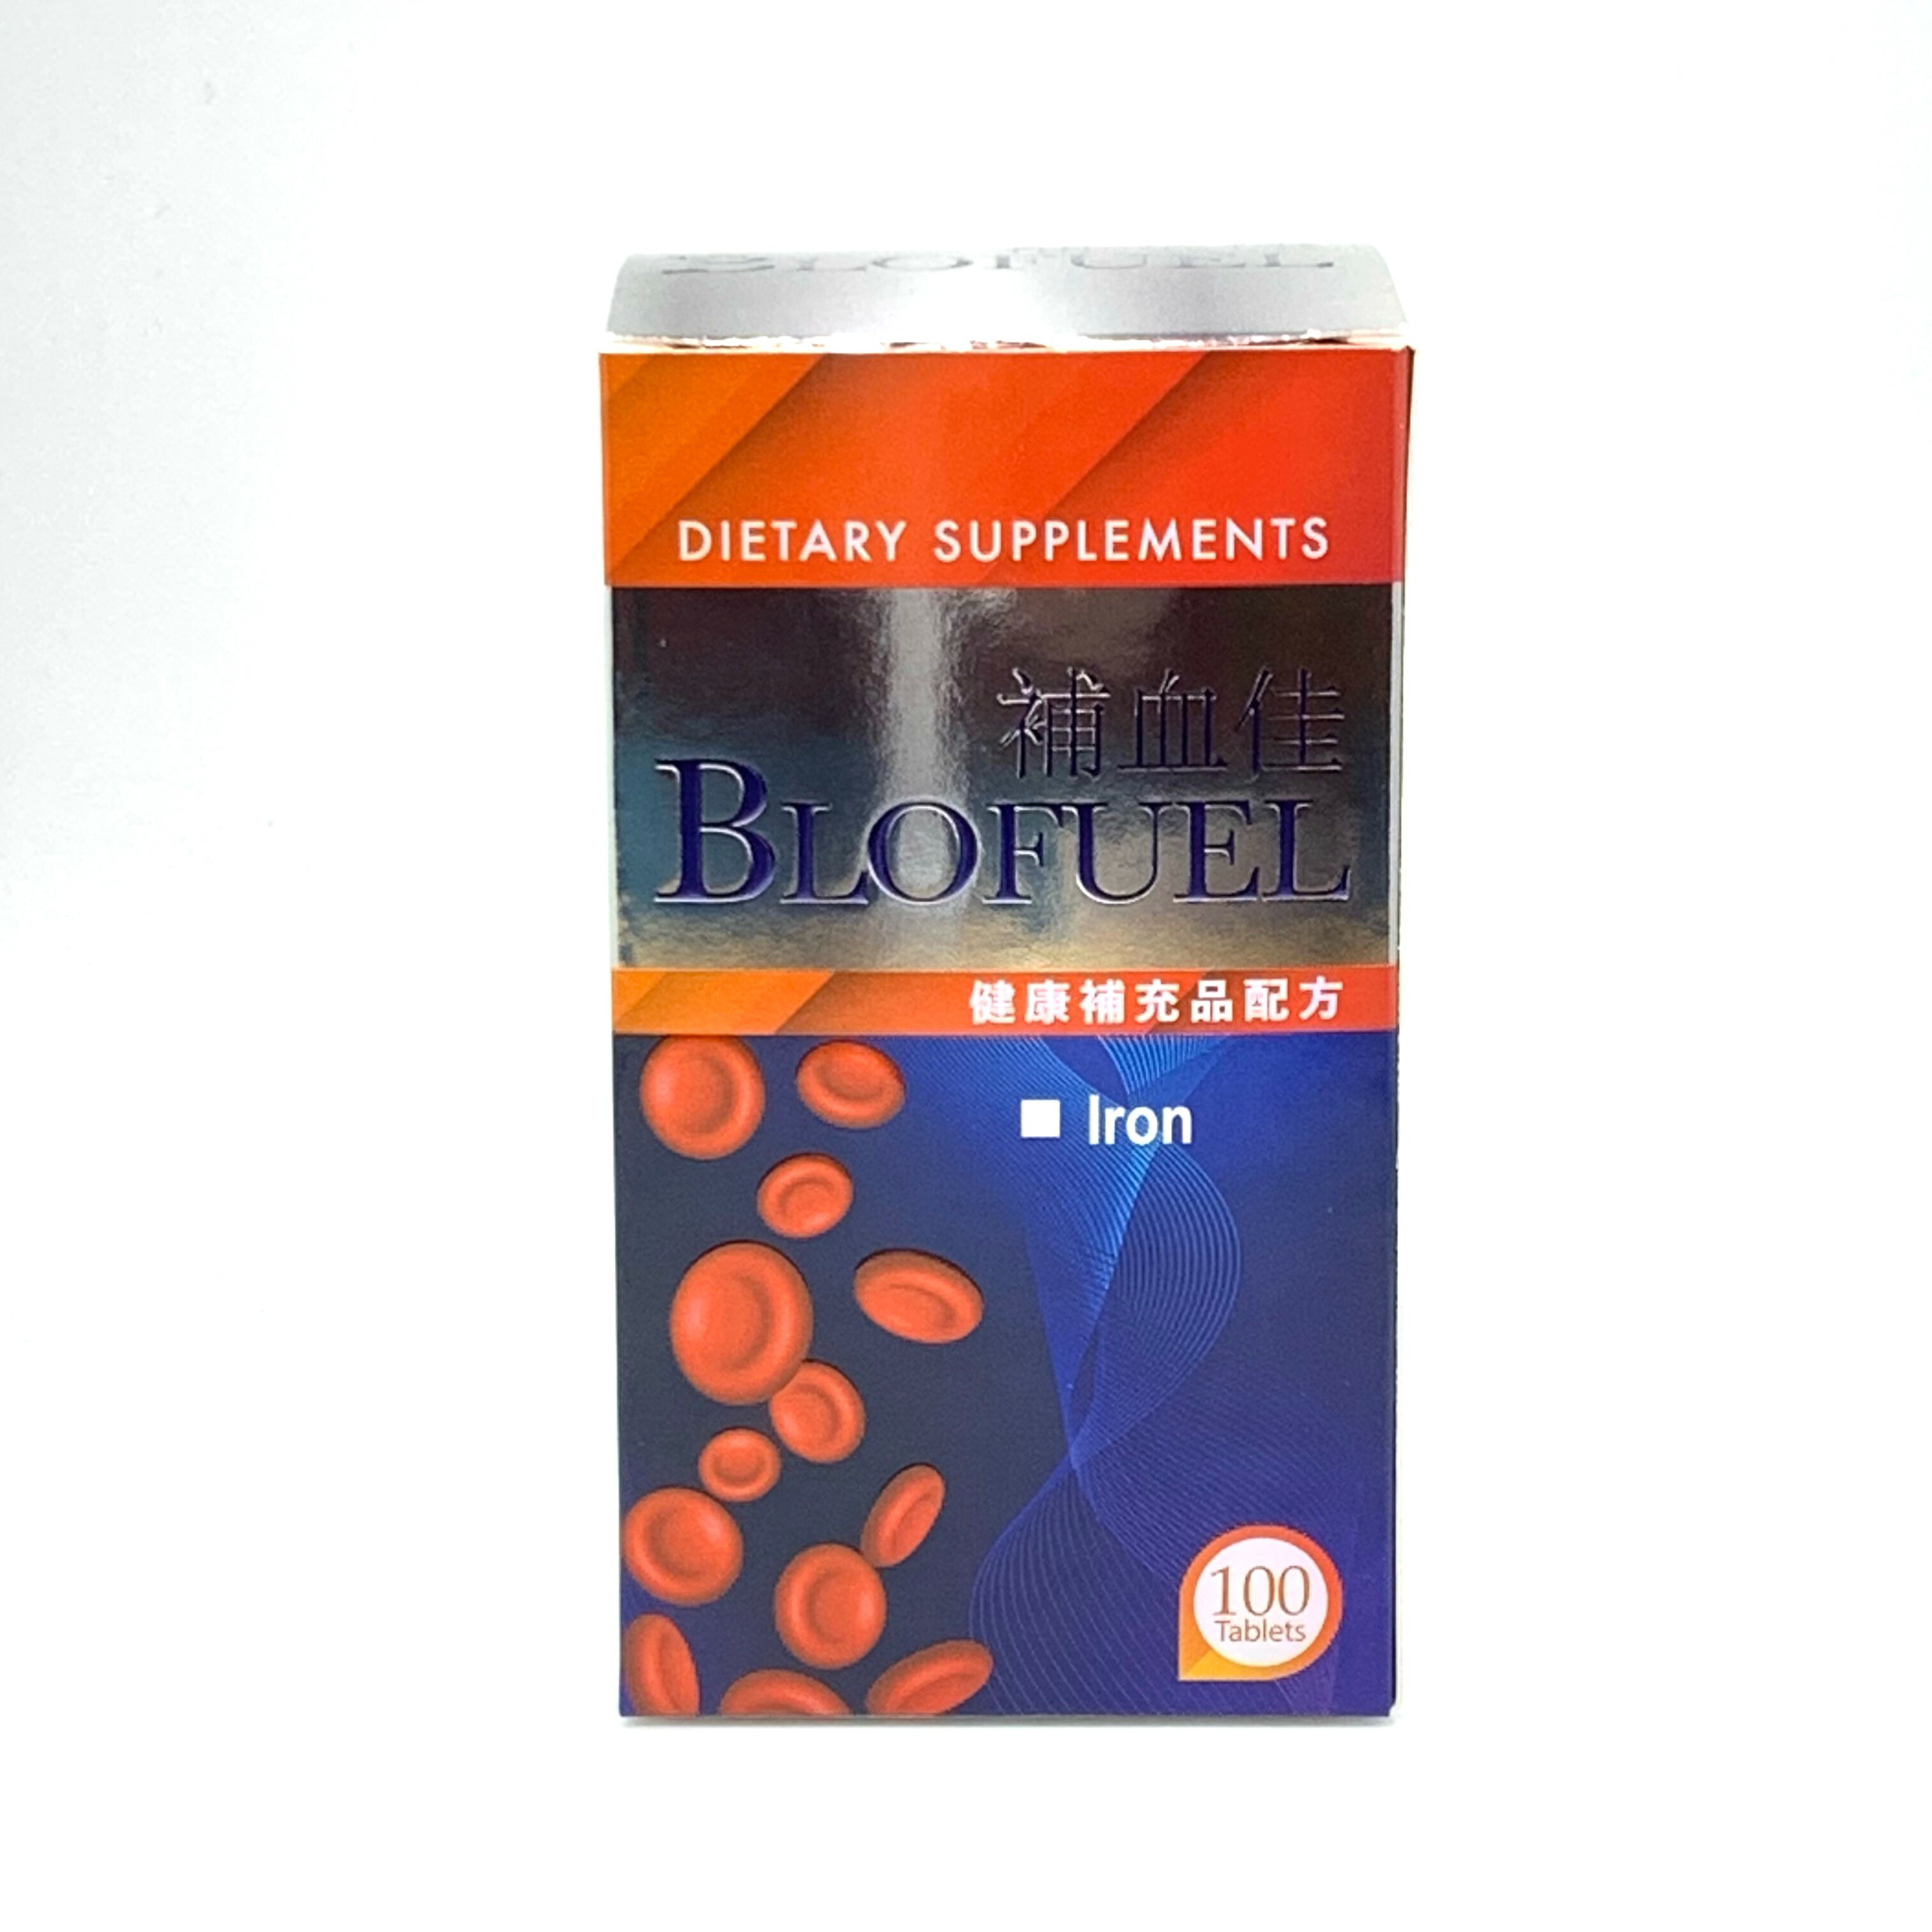 BLOFUEL
DIETARY SUPPLEMENTS
補血佳
BLOFUEL
健康補充品配方
Iron
100
Tablets